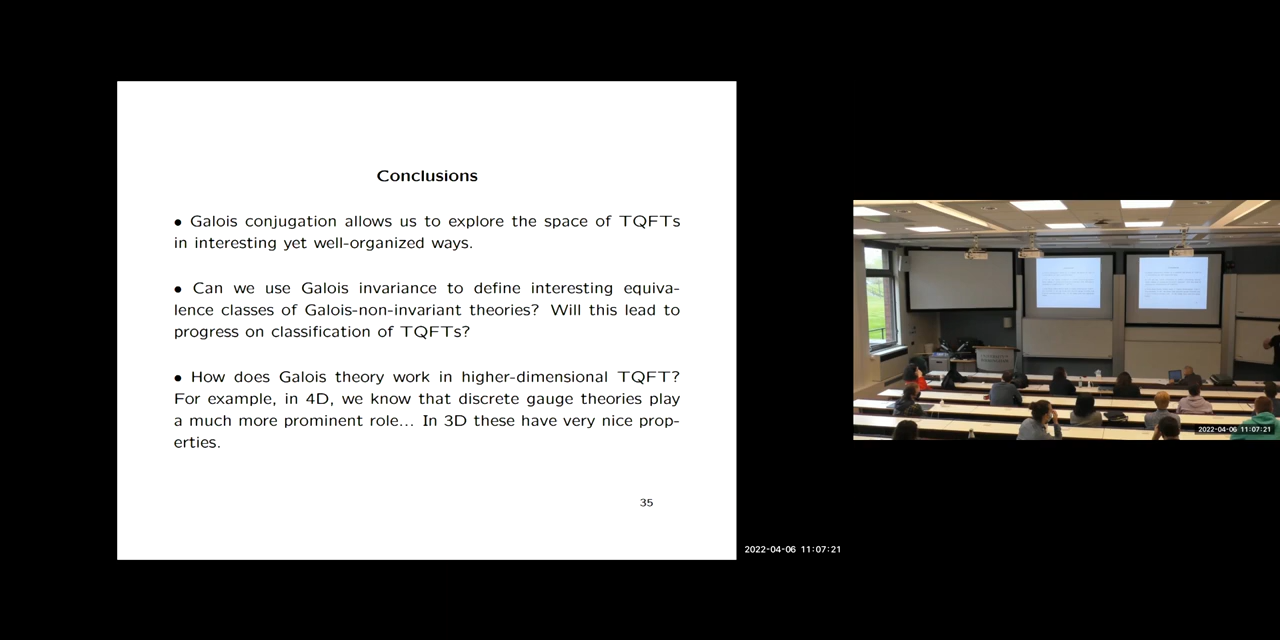 Conclusions
• Galois conjugation allows us to explore the space of TQFTs
in interesting yet well-organized ways.
• Can we use Galois invariance to define interesting equiva-
lence classes of Galois-non-invariant theories? Will this lead to
progress on classification of TQFTs?
• How does Galois theory work in higher-dimensional TQFT?
For example, in 4D, we know that discrete gauge theories play
a much more prominent role... In 3D these have very nice prop-
erties.
35
2022-04-06 11:07:21
2022-04-06 11:07:21